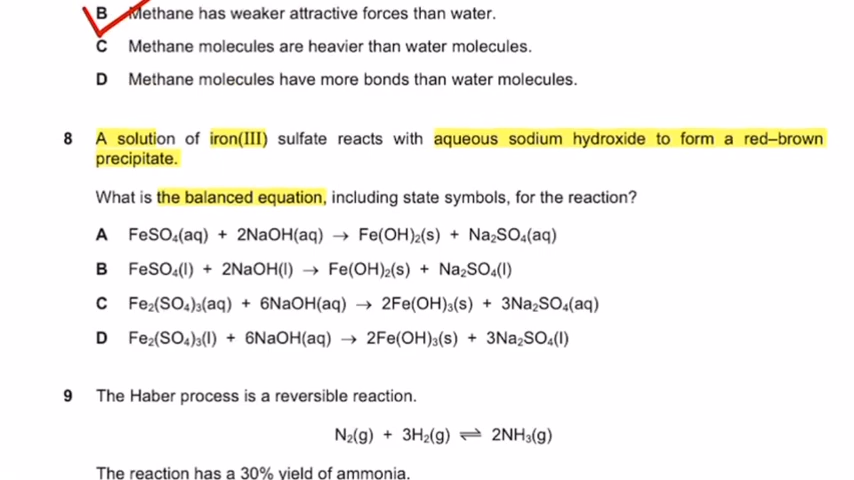 B Methane has weaker attractive forces than water.
C Methane molecules are heavier than water molecules.
D Methane molecules have more bonds than water molecules.
8 A solution of iron(III) sulfate reacts with aqueous sodium hydroxide to form a red–brown
precipitate.
What is the balanced equation, including state symbols, for the reaction?
A FeSO₄(aq) + 2NaOH(aq) → Fe(OH)₂(s) + Na₂SO₄(aq)
B FeSO₄(l) + 2NaOH(l) → Fe(OH)₂(s) + Na₂SO₄(l)
C Fe₂(SO₄)₃(aq) + 6NaOH(aq) → 2Fe(OH)₃(s) + 3Na₂SO₄(aq)
D Fe₂(SO₄)₃(l) + 6NaOH(aq) → 2Fe(OH)₃(s) + 3Na₂SO₄(l)
9 The Haber process is a reversible reaction.
N₂(g) + 3H₂(g) ⇌ 2NH₃(g)
The reaction has a 30% yield of ammonia.